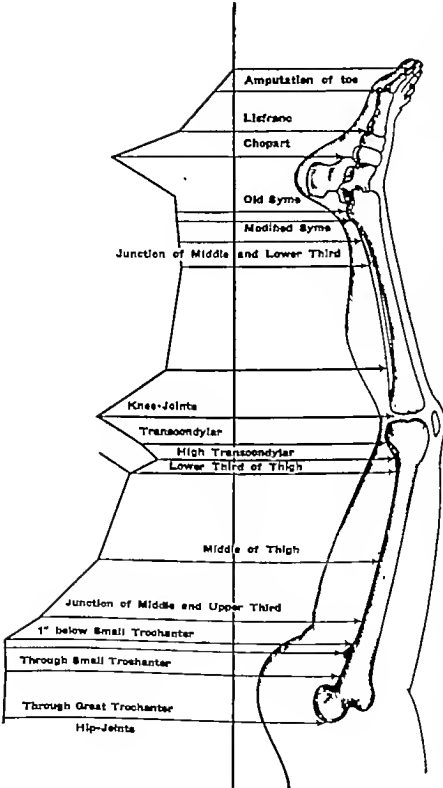 Amputation of toe
Lisfranc
Chopart
Old Syme
Modified Syme
Junction of Middle and Lower Third
Knee-Joints
Transcondylar
High Transcondylar
Lower Third of Thigh
Middle of Thigh
Junction of Middle and Upper Third
1" below Small Trochanter
Through Small Trochanter
Through Great Trochanter
Hip-Joints